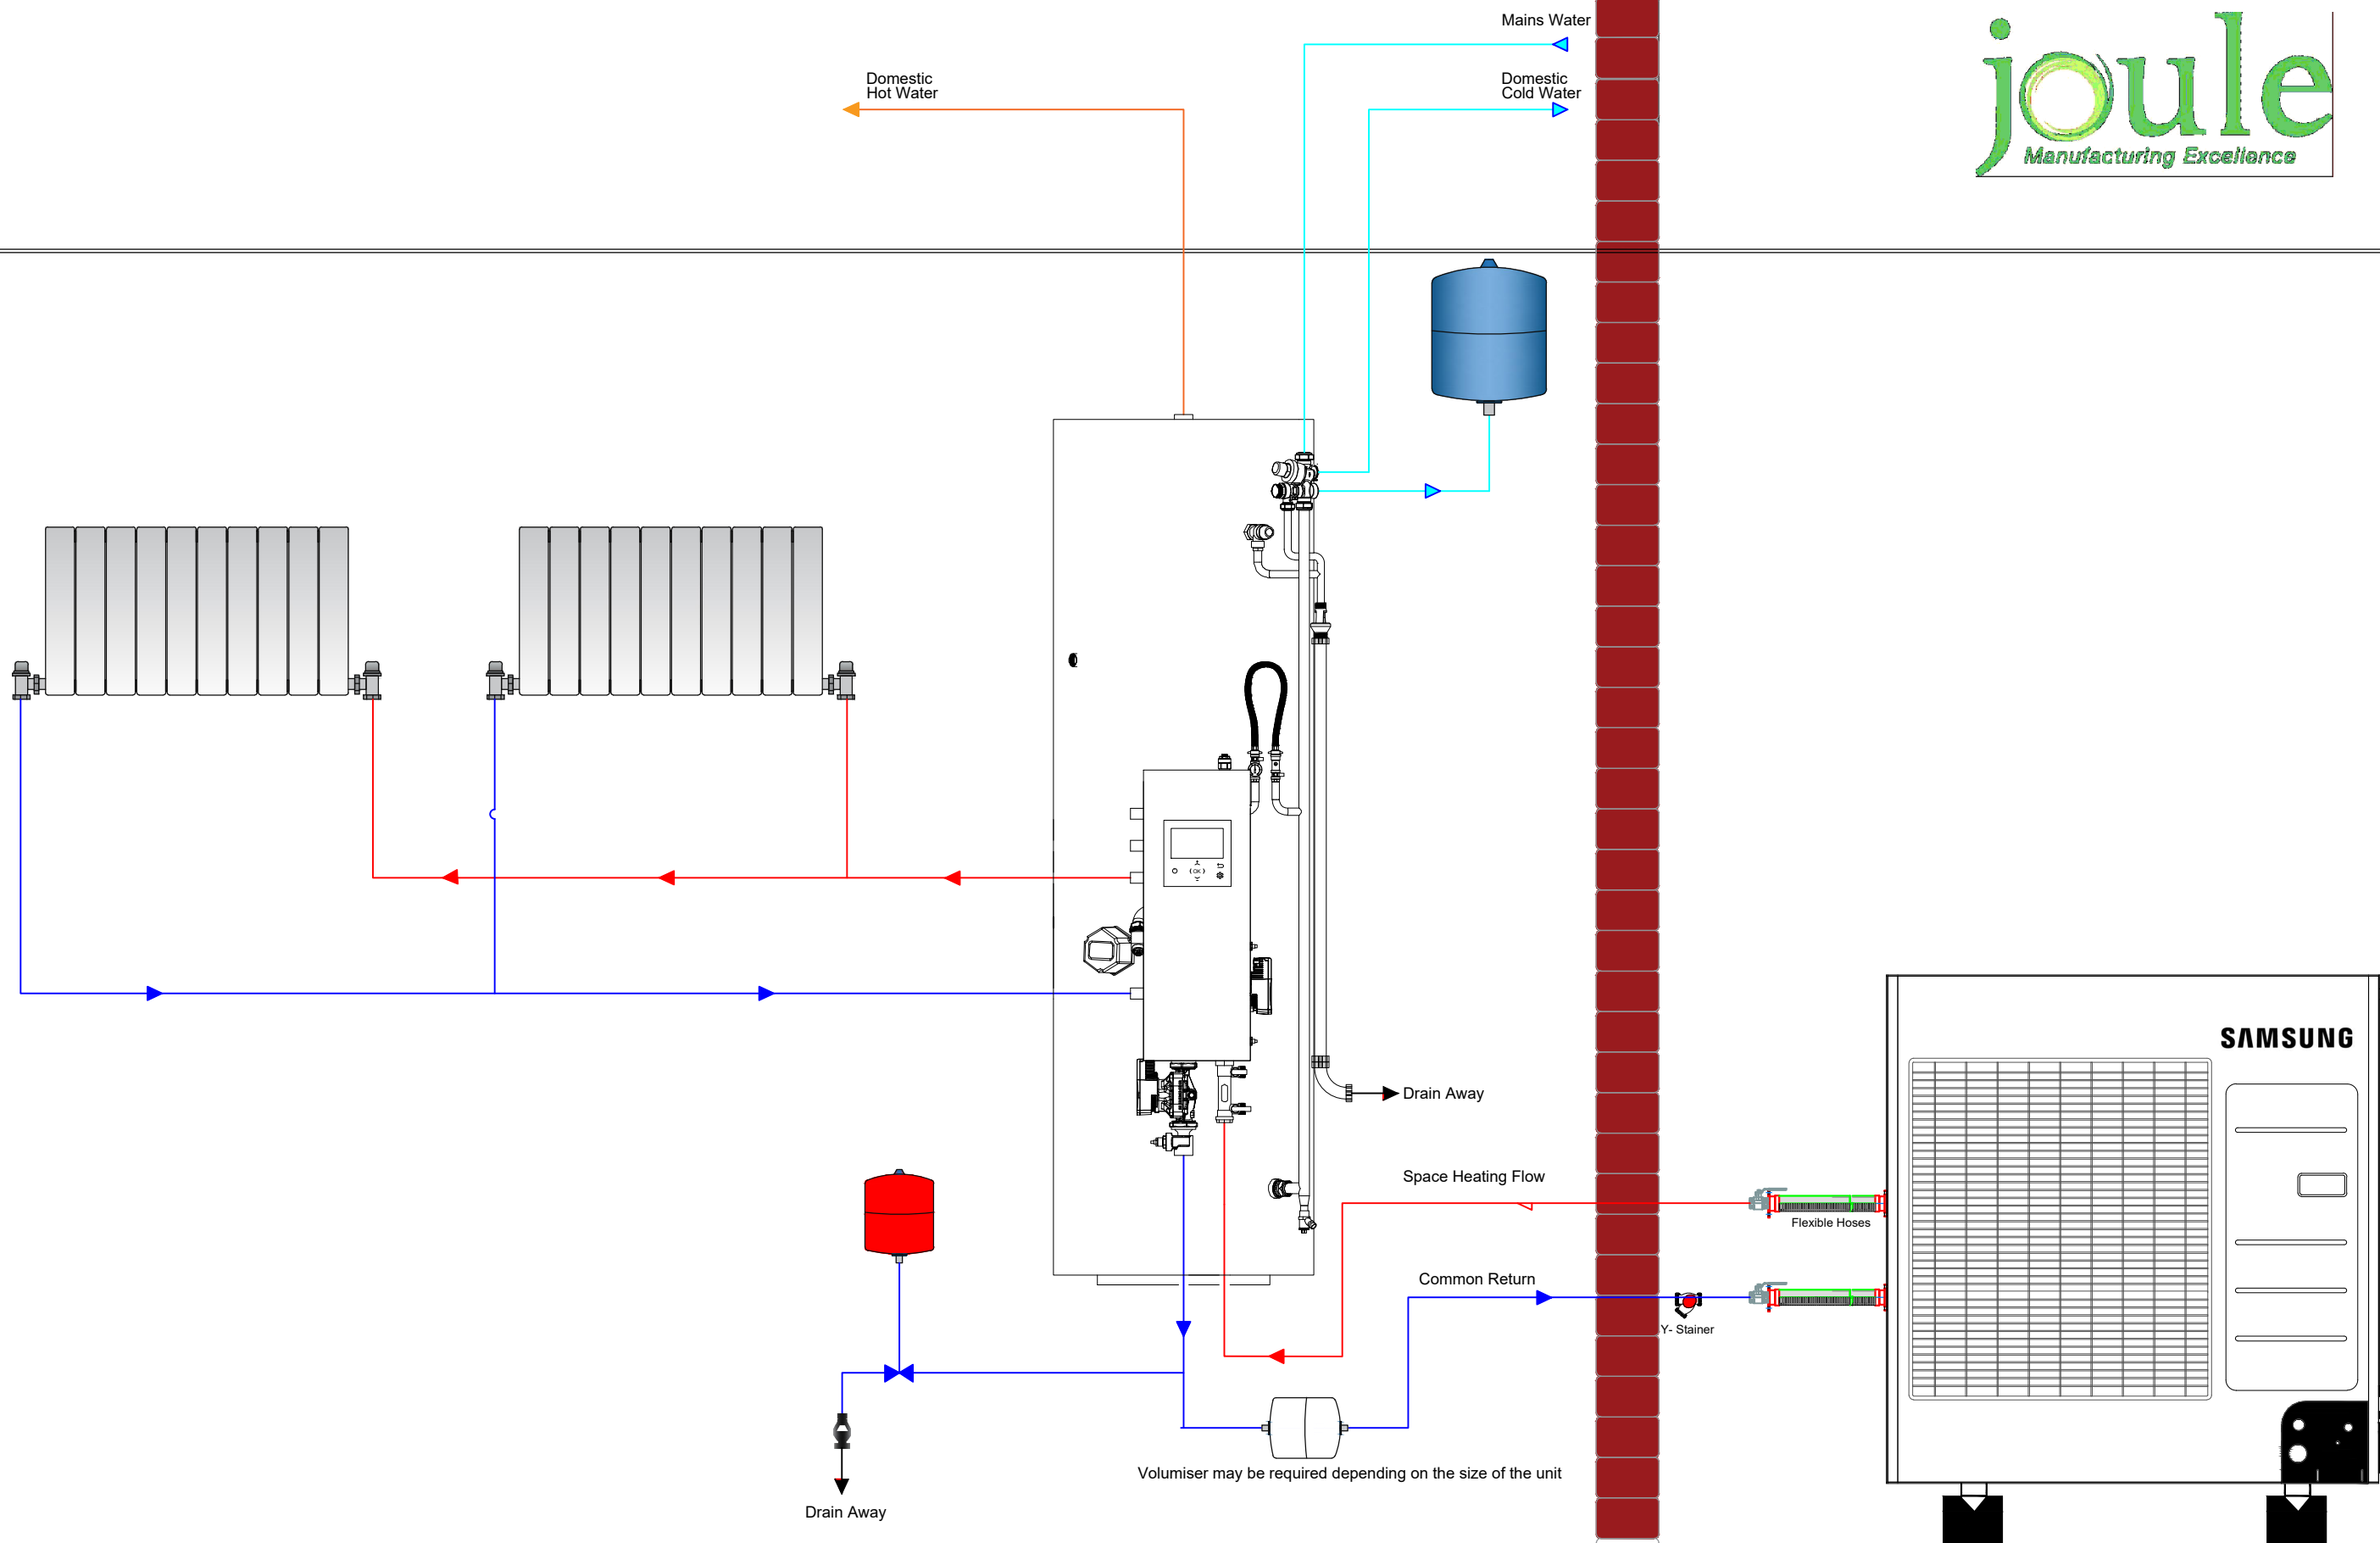 Mains Water
joule
Manufacturing Excellence
Domestic
Hot Water
Domestic
Cold Water
OK
SAMSUNG
Drain Away
Space Heating Flow
Flexible Hoses
Common Return
Y- Stainer
Volumiser may be required depending on the size of the unit
Drain Away